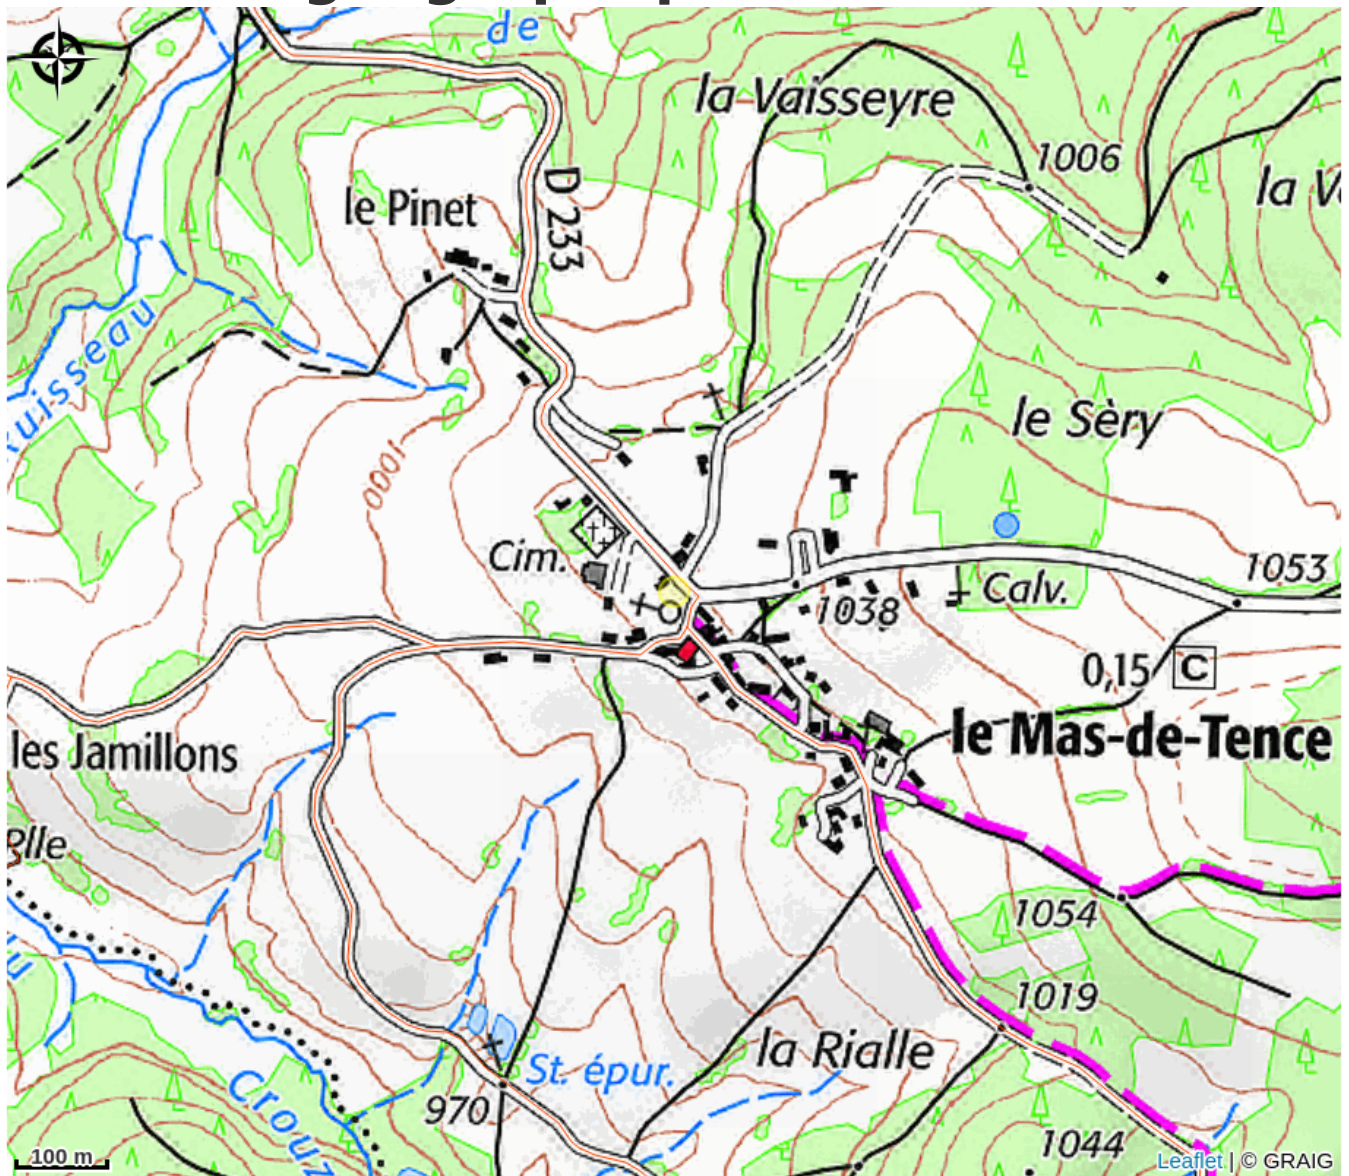 de
la Vaisseyre
1006
la V
le Pinet
D 233
Ruisseau
le Sèry
1000
Cim.
Calv.
1053
1038
0,15 C
le Mas-de-Tence
les Jamillons
elle
1054
1019
la Rialle
St. épur.
970
Crouz
1044
100 m
Leaflet | © GRAIG